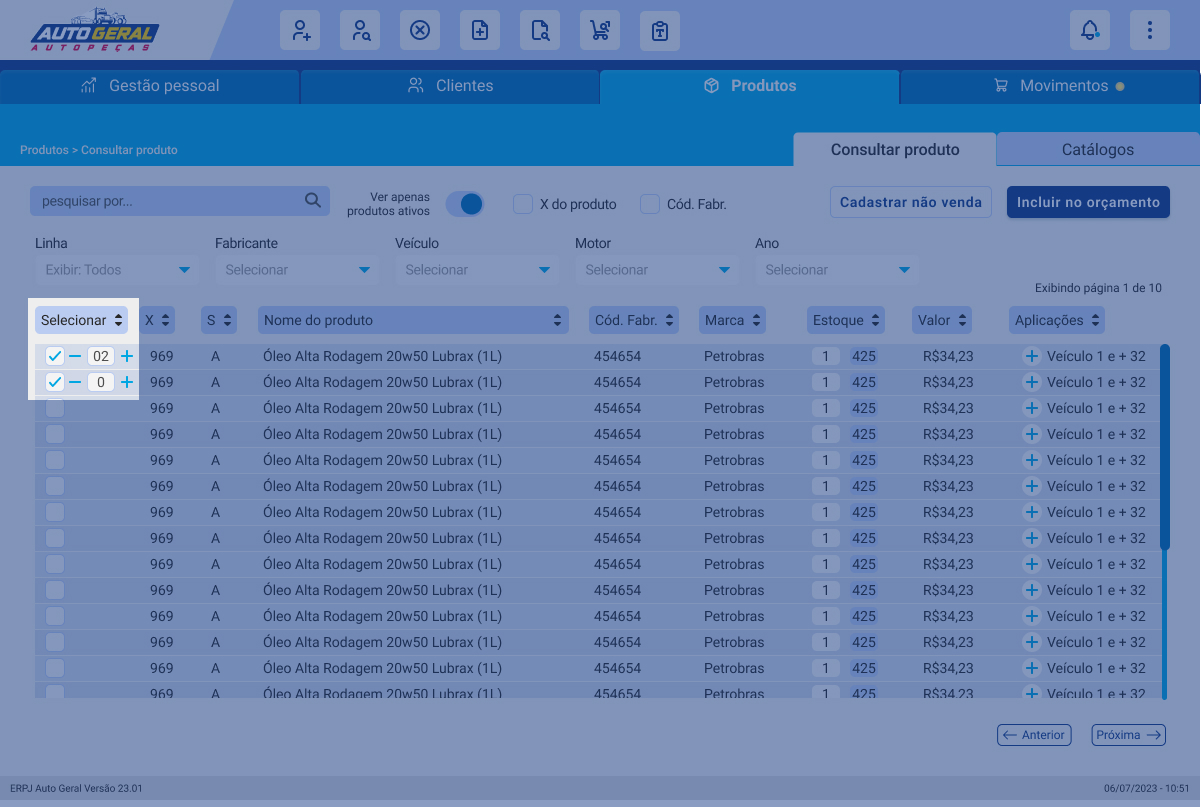 AUTO GERAL
AUTOPEÇAS
Gestão pessoal
Clientes
Produtos
Movimentos
Produtos > Consultar produto
Consultar produto
Catálogos
pesquisar por...
Ver apenas
produtos ativos
X do produto
Cód. Fabr.
Cadastrar não venda
Incluir no orçamento
Linha Fabricante Veículo Motor Ano
Exibir: Todos Selecionar Selecionar Selecionar Selecionar
Exibindo página 1 de 10
Selecionar X S Nome do produto Cód. Fabr. Marca Estoque Valor Aplicações
02 969 A Óleo Alta Rodagem 20w50 Lubrax (1L) 454654 Petrobras 1 425 R$34,23 Veículo 1 e + 32
0 969 A Óleo Alta Rodagem 20w50 Lubrax (1L) 454654 Petrobras 1 425 R$34,23 Veículo 1 e + 32
969 A Óleo Alta Rodagem 20w50 Lubrax (1L) 454654 Petrobras 1 425 R$34,23 Veículo 1 e + 32
969 A Óleo Alta Rodagem 20w50 Lubrax (1L) 454654 Petrobras 1 425 R$34,23 Veículo 1 e + 32
969 A Óleo Alta Rodagem 20w50 Lubrax (1L) 454654 Petrobras 1 425 R$34,23 Veículo 1 e + 32
969 A Óleo Alta Rodagem 20w50 Lubrax (1L) 454654 Petrobras 1 425 R$34,23 Veículo 1 e + 32
969 A Óleo Alta Rodagem 20w50 Lubrax (1L) 454654 Petrobras 1 425 R$34,23 Veículo 1 e + 32
969 A Óleo Alta Rodagem 20w50 Lubrax (1L) 454654 Petrobras 1 425 R$34,23 Veículo 1 e + 32
969 A Óleo Alta Rodagem 20w50 Lubrax (1L) 454654 Petrobras 1 425 R$34,23 Veículo 1 e + 32
969 A Óleo Alta Rodagem 20w50 Lubrax (1L) 454654 Petrobras 1 425 R$34,23 Veículo 1 e + 32
969 A Óleo Alta Rodagem 20w50 Lubrax (1L) 454654 Petrobras 1 425 R$34,23 Veículo 1 e + 32
969 A Óleo Alta Rodagem 20w50 Lubrax (1L) 454654 Petrobras 1 425 R$34,23 Veículo 1 e + 32
969 A Óleo Alta Rodagem 20w50 Lubrax (1L) 454654 Petrobras 1 425 R$34,23 Veículo 1 e + 32
969 A Óleo Alta Rodagem 20w50 Lubrax (1L) 454654 Petrobras 1 425 R$34,23 Veículo 1 e + 32
Anterior
Próxima
ERPJ Auto Geral Versão 23.01
06/07/2023 - 10:51